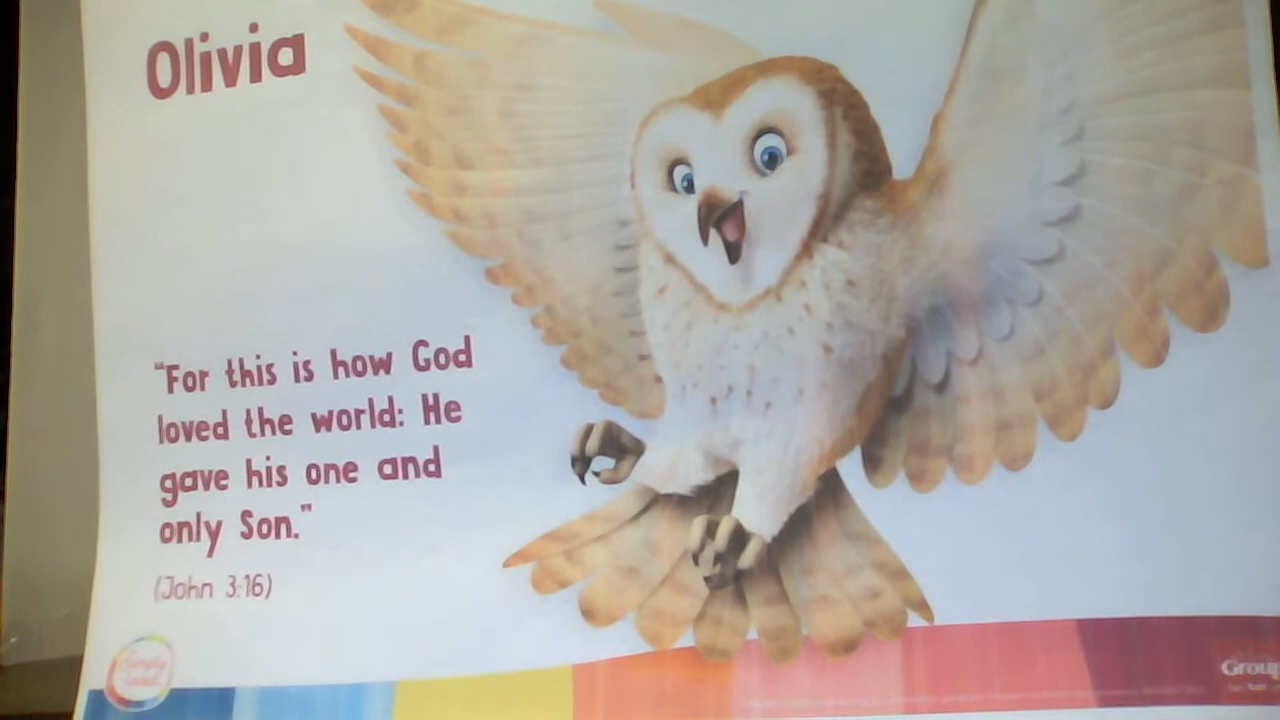 Olivia
"For this is how God
loved the world: He
gave his one and
only Son."
(John 3:16)
Group